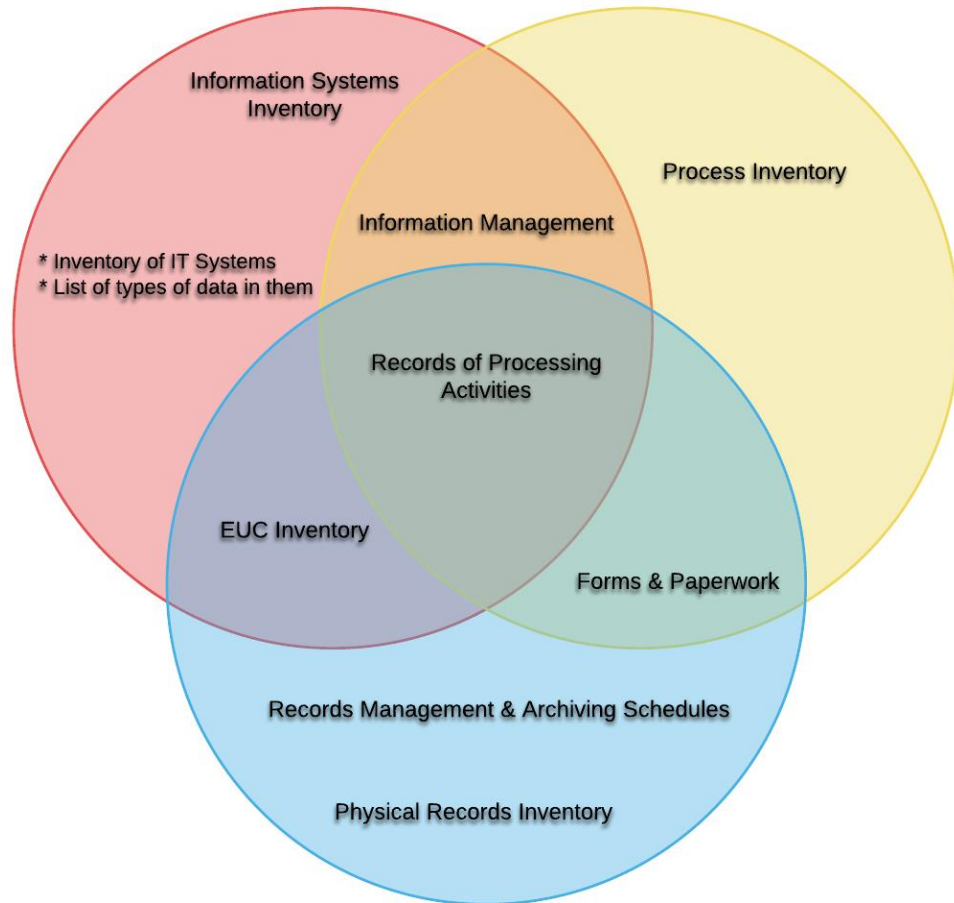 Information Systems
Inventory
Process Inventory
Information Management
* Inventory of IT Systems
* List of types of data in them
Records of Processing
Activities
EUC Inventory
Forms & Paperwork
Records Management & Archiving Schedules
Physical Records Inventory